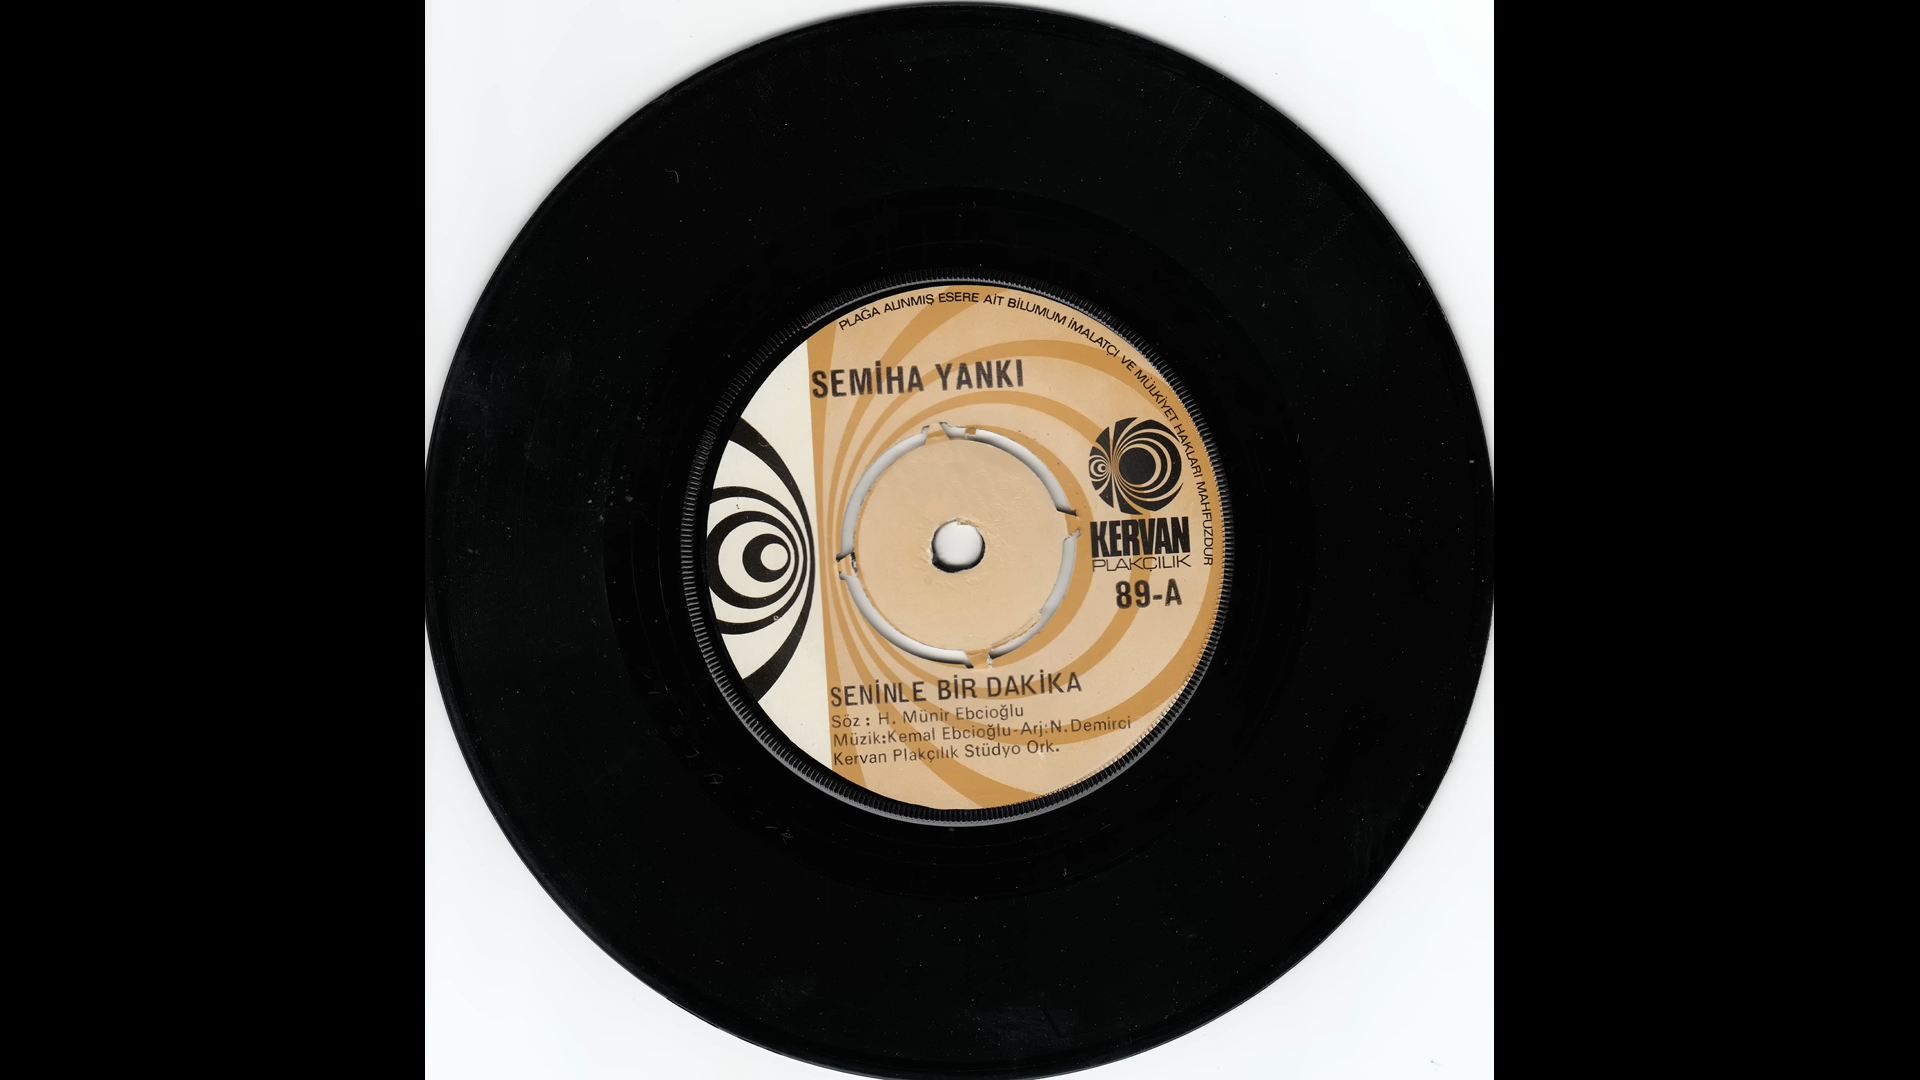 PLAĞA ALINMIŞ ESERE AİT BİLUMUM İMALATÇI VE MÜLKİYET HAKLARI MAHFUZDUR
SEMİHA YANKI
KERVAN
PLAKÇILIK
89-A
SENİNLE BİR DAKİKA
Söz : H. Münir Ebcioğlu
Müzik:Kemal Ebcioğlu-Arj:N.Demirci
Kervan Plakçılık Stüdyo Ork.